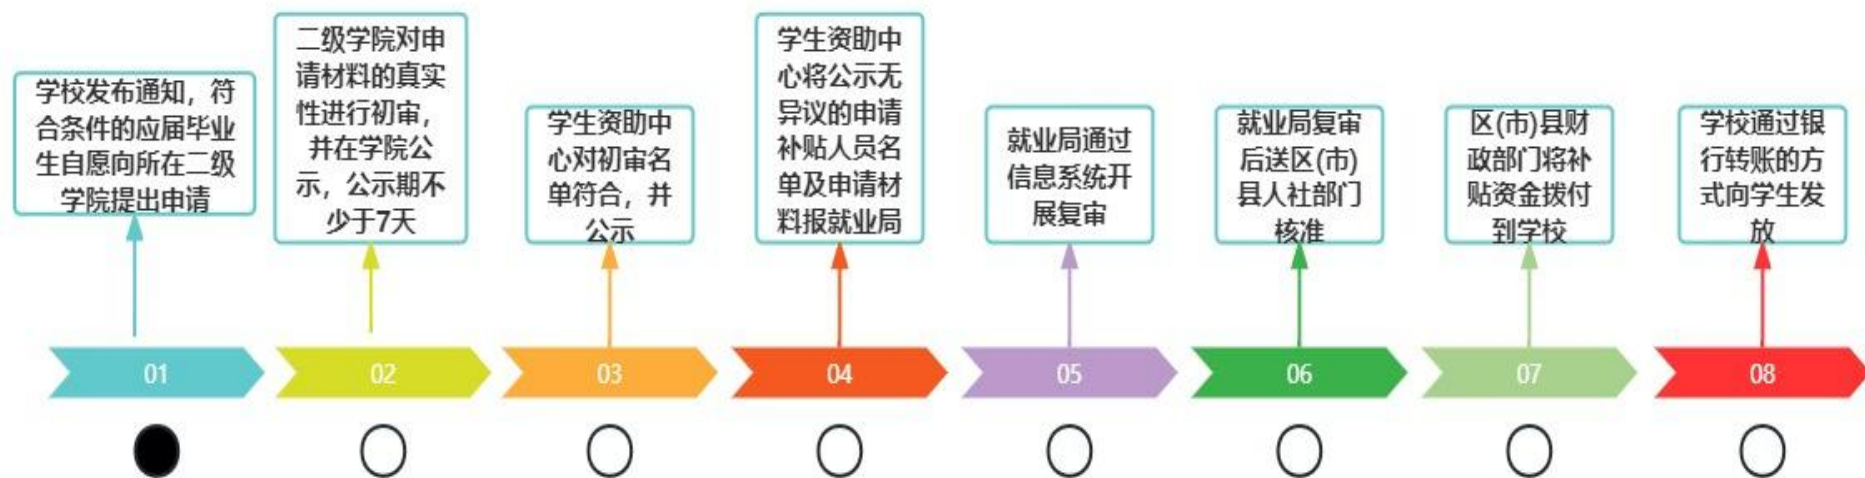 学校发布通知，符
合条件的应届毕业
生自愿向所在二级
学院提出申请
二级学院对申
请材料的真实
性进行初审，
并在学院公
示，公示期不
少于7天
学生资助中
心对初审名
单符合，并
公示
学生资助中
心将公示无
异议的申请
补贴人员名
单及申请材
料报就业局
就业局通过
信息系统开
展复审
就业局复审
后送区(市)
县人社部门
核准
区(市)县财
政部门将补
贴资金拨付
到学校
学校通过银
行转账的方
式向学生发
放
01
02
03
04
05
06
07
08